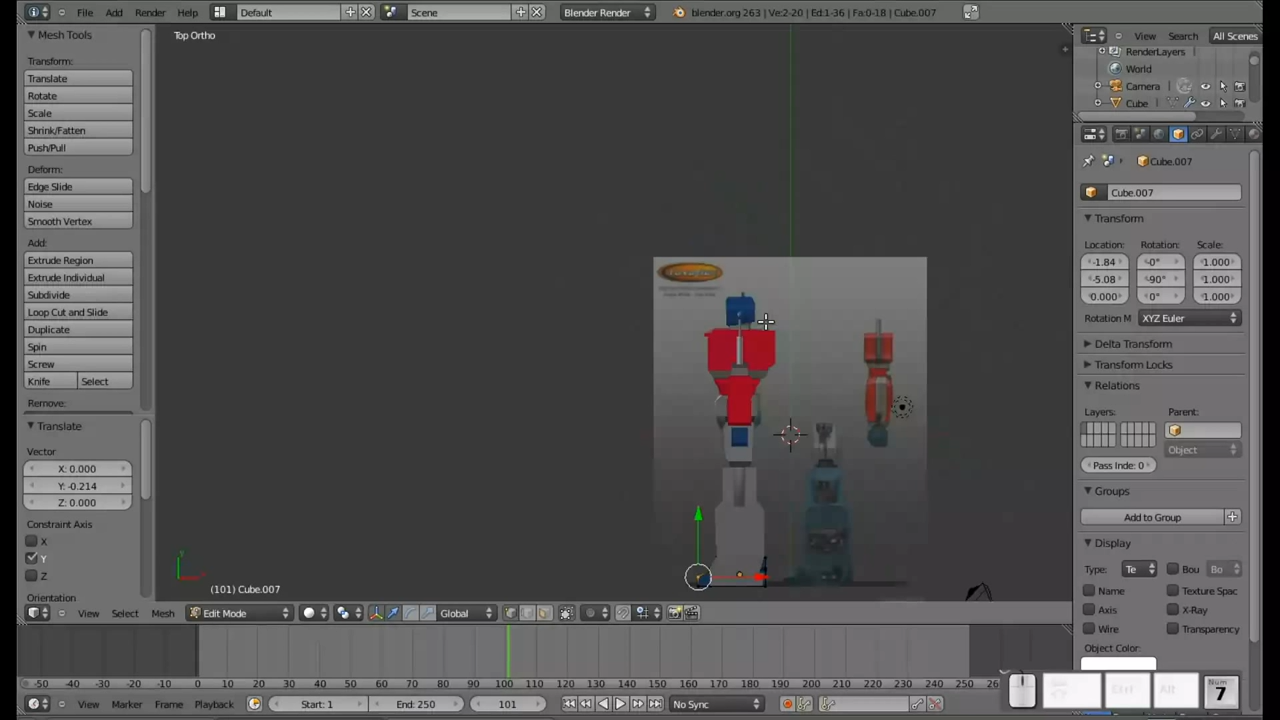 File Add Render Help Default Scene Blender Render blender.org 263 | Ve:2-20 | Ed:1-36 | Fa:0-18 | Cube.007
Mesh Tools
Transform:
Translate
Rotate
Scale
Shrink/Fatten
Push/Pull
Deform:
Edge Slide
Noise
Smooth Vertex
Add:
Extrude Region
Extrude Individual
Subdivide
Loop Cut and Slide
Duplicate
Spin
Screw
Knife Select
Remove:
Translate
Vector
X: 0.000
Y: -0.214
Z: 0.000
Constraint Axis
X
Y
Z
Orientation
Top Ortho
(101) Cube.007
View Select Mesh Edit Mode Global
View Search All Scenes
RenderLayers
World
Camera
Cube
Cube.007
Cube.007
Transform
Location: Rotation: Scale:
-1.84 -0° 1.000
-5.08 -90° 1.000
0.000 0° 1.000
Rotation M XYZ Euler
Delta Transform
Transform Locks
Relations
Layers: Parent:
Object
Pass Inde: 0
Groups
Add to Group
Display
Type: Te Bou Bo
Name Texture Spac
Axis X-Ray
Wire Transparency
Object Color:
Ctrl Alt Num 7
-50 -40 -30 -20 -10 0 10 20 30 40 50 60 70 80 90 100 110 120 130 140 150 160 170 180 190 200 210 220 230 240 250 26
View Marker Frame Playback Start: 1 End: 250 101 No Sync